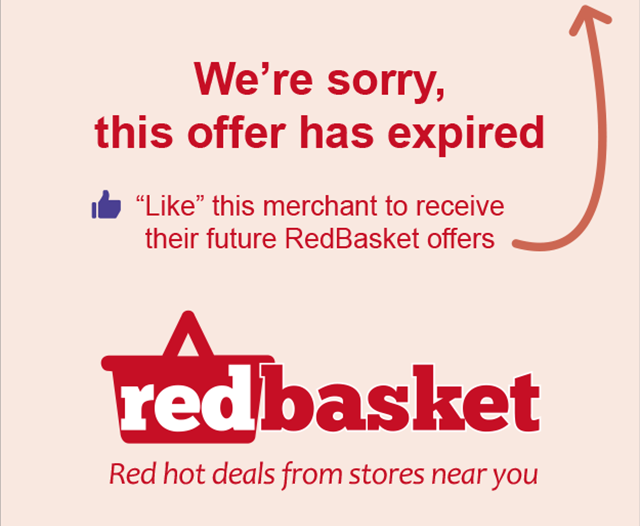 We're sorry,
this offer has expired
“Like” this merchant to receive
their future RedBasket offers
redbasket
Red hot deals from stores near you